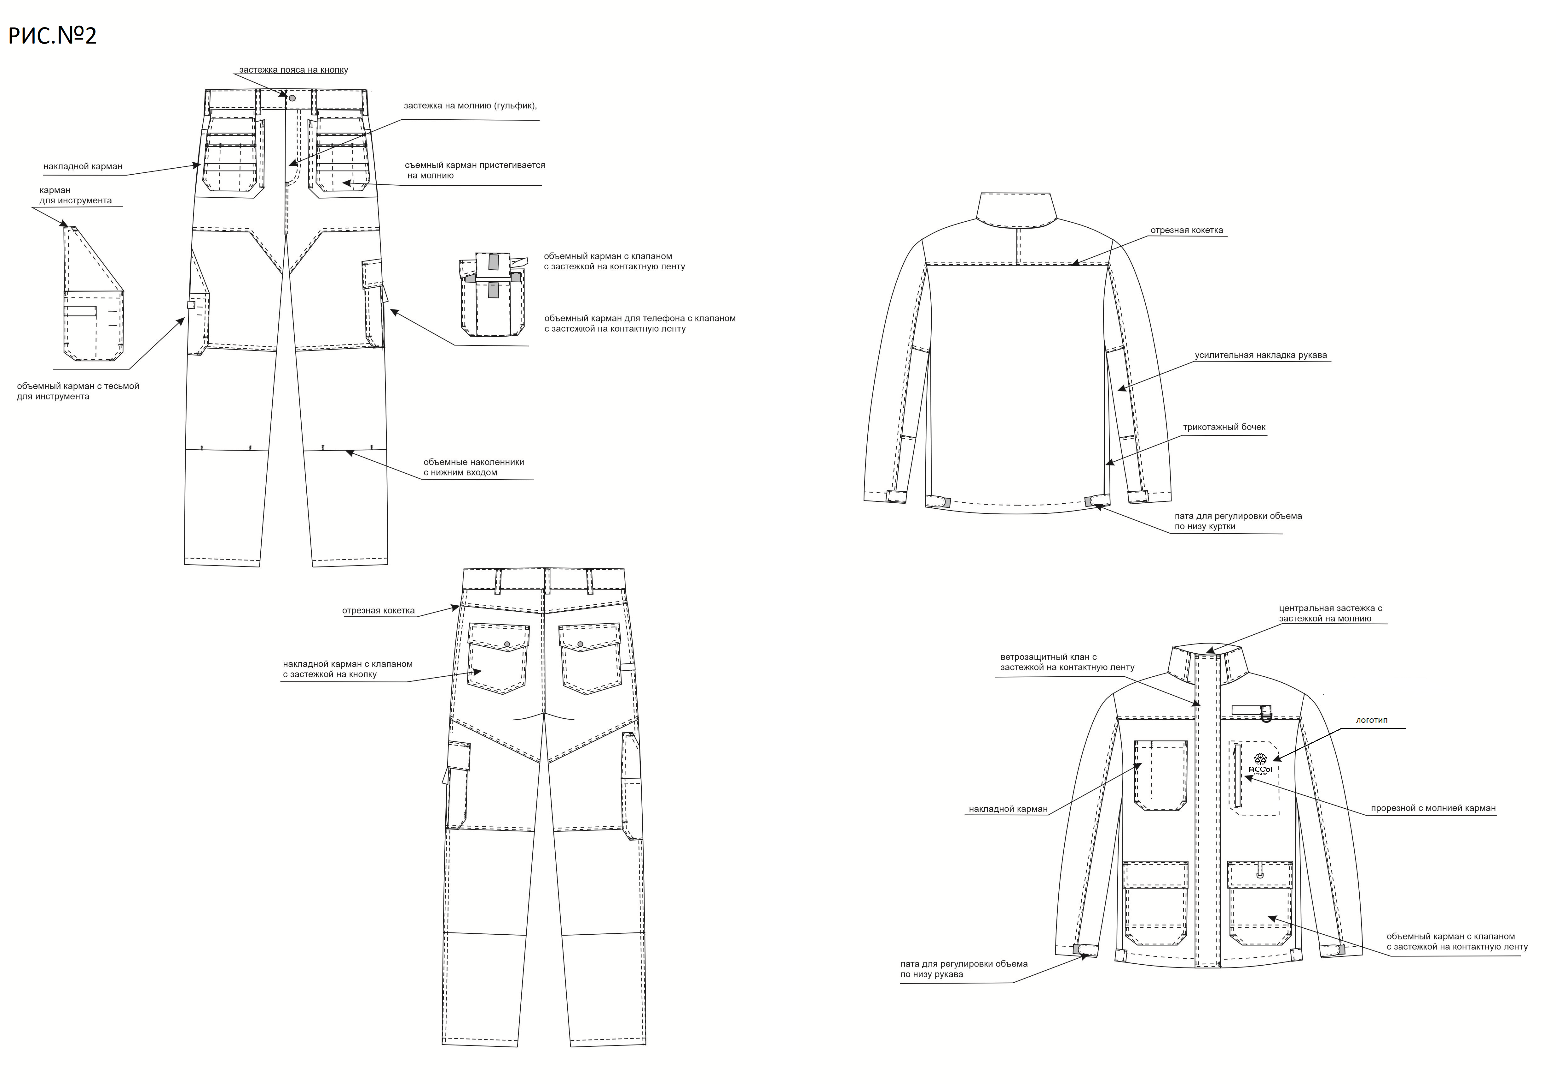 РИС.№2
застежка пояса на кнопку
застежка на молнию (гульфик),
накладной карман
съемный карман пристегивается
на молнию
карман
для инструмента
объемный карман с клапаном
с застежкой на контактную ленту
объемный карман для телефона с клапаном
с застежкой на контактную ленту
объемный карман с тесьмой
для инструмента
объемные наколенники
с нижним входом
отрезная кокетка
накладной карман с клапаном
с застежкой на кнопку
отрезная кокетка
усилительная накладка рукава
трикотажный бочек
пата для регулировки объема
по низу куртки
центральная застежка с
застежкой на молнию
ветрозащитный клан с
застежкой на контактную ленту
логотип
накладной карман
прорезной с молнией карман
объемный карман с клапаном
с застежкой на контактную ленту
пата для регулировки объема
по низу рукава